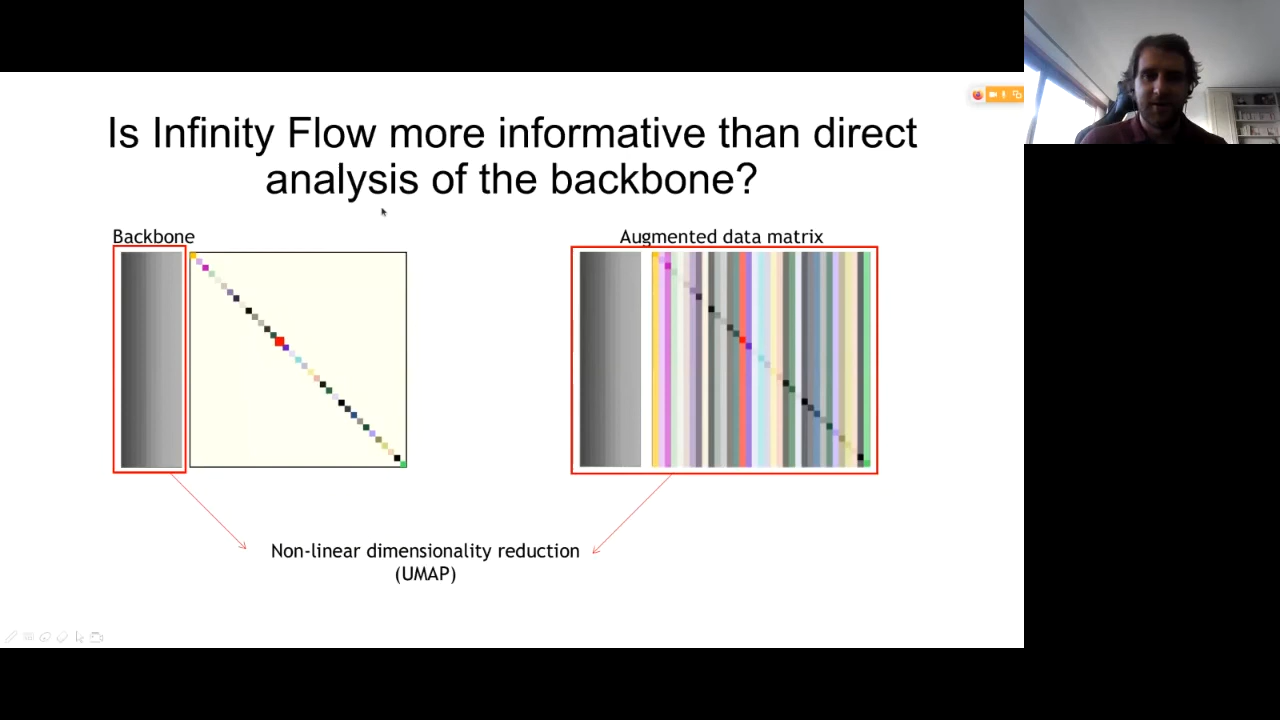 Is Infinity Flow more informative than direct
analysis of the backbone?
Backbone
Augmented data matrix
Non-linear dimensionality reduction
(UMAP)